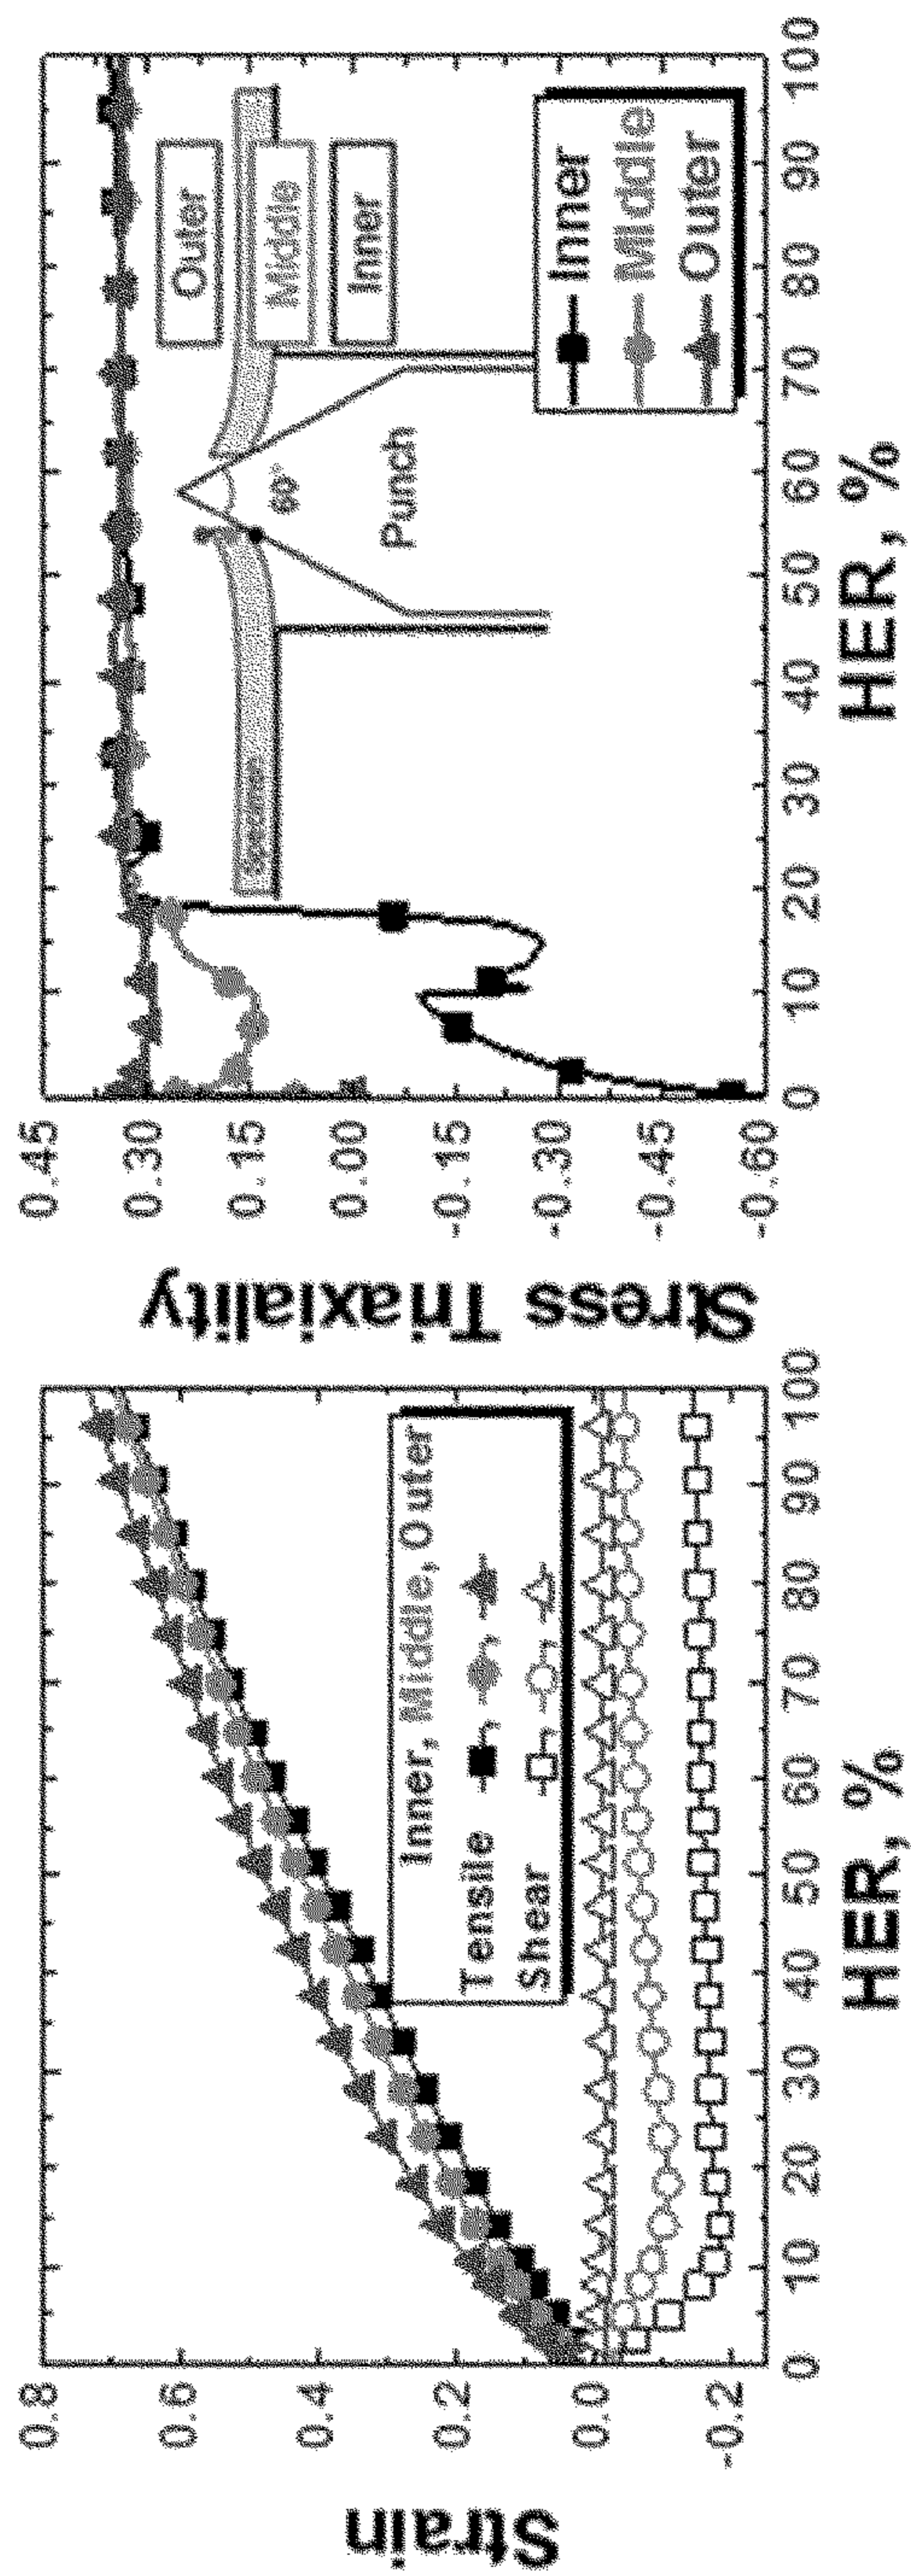 Strain
0.8
0.6
0.4
0.2
0.0
-0.2
Inner, Middle, Outer
Tensile
Shear
0 10 20 30 40 50 60 70 80 90 100
HER, %
Stress Triaxiality
0.45
0.30
0.15
0.00
-0.15
-0.30
-0.45
-0.60
Outer
Middle
Inner
Specimen
60°
Punch
Inner
Middle
Outer
0 10 20 30 40 50 60 70 80 90 100
HER, %